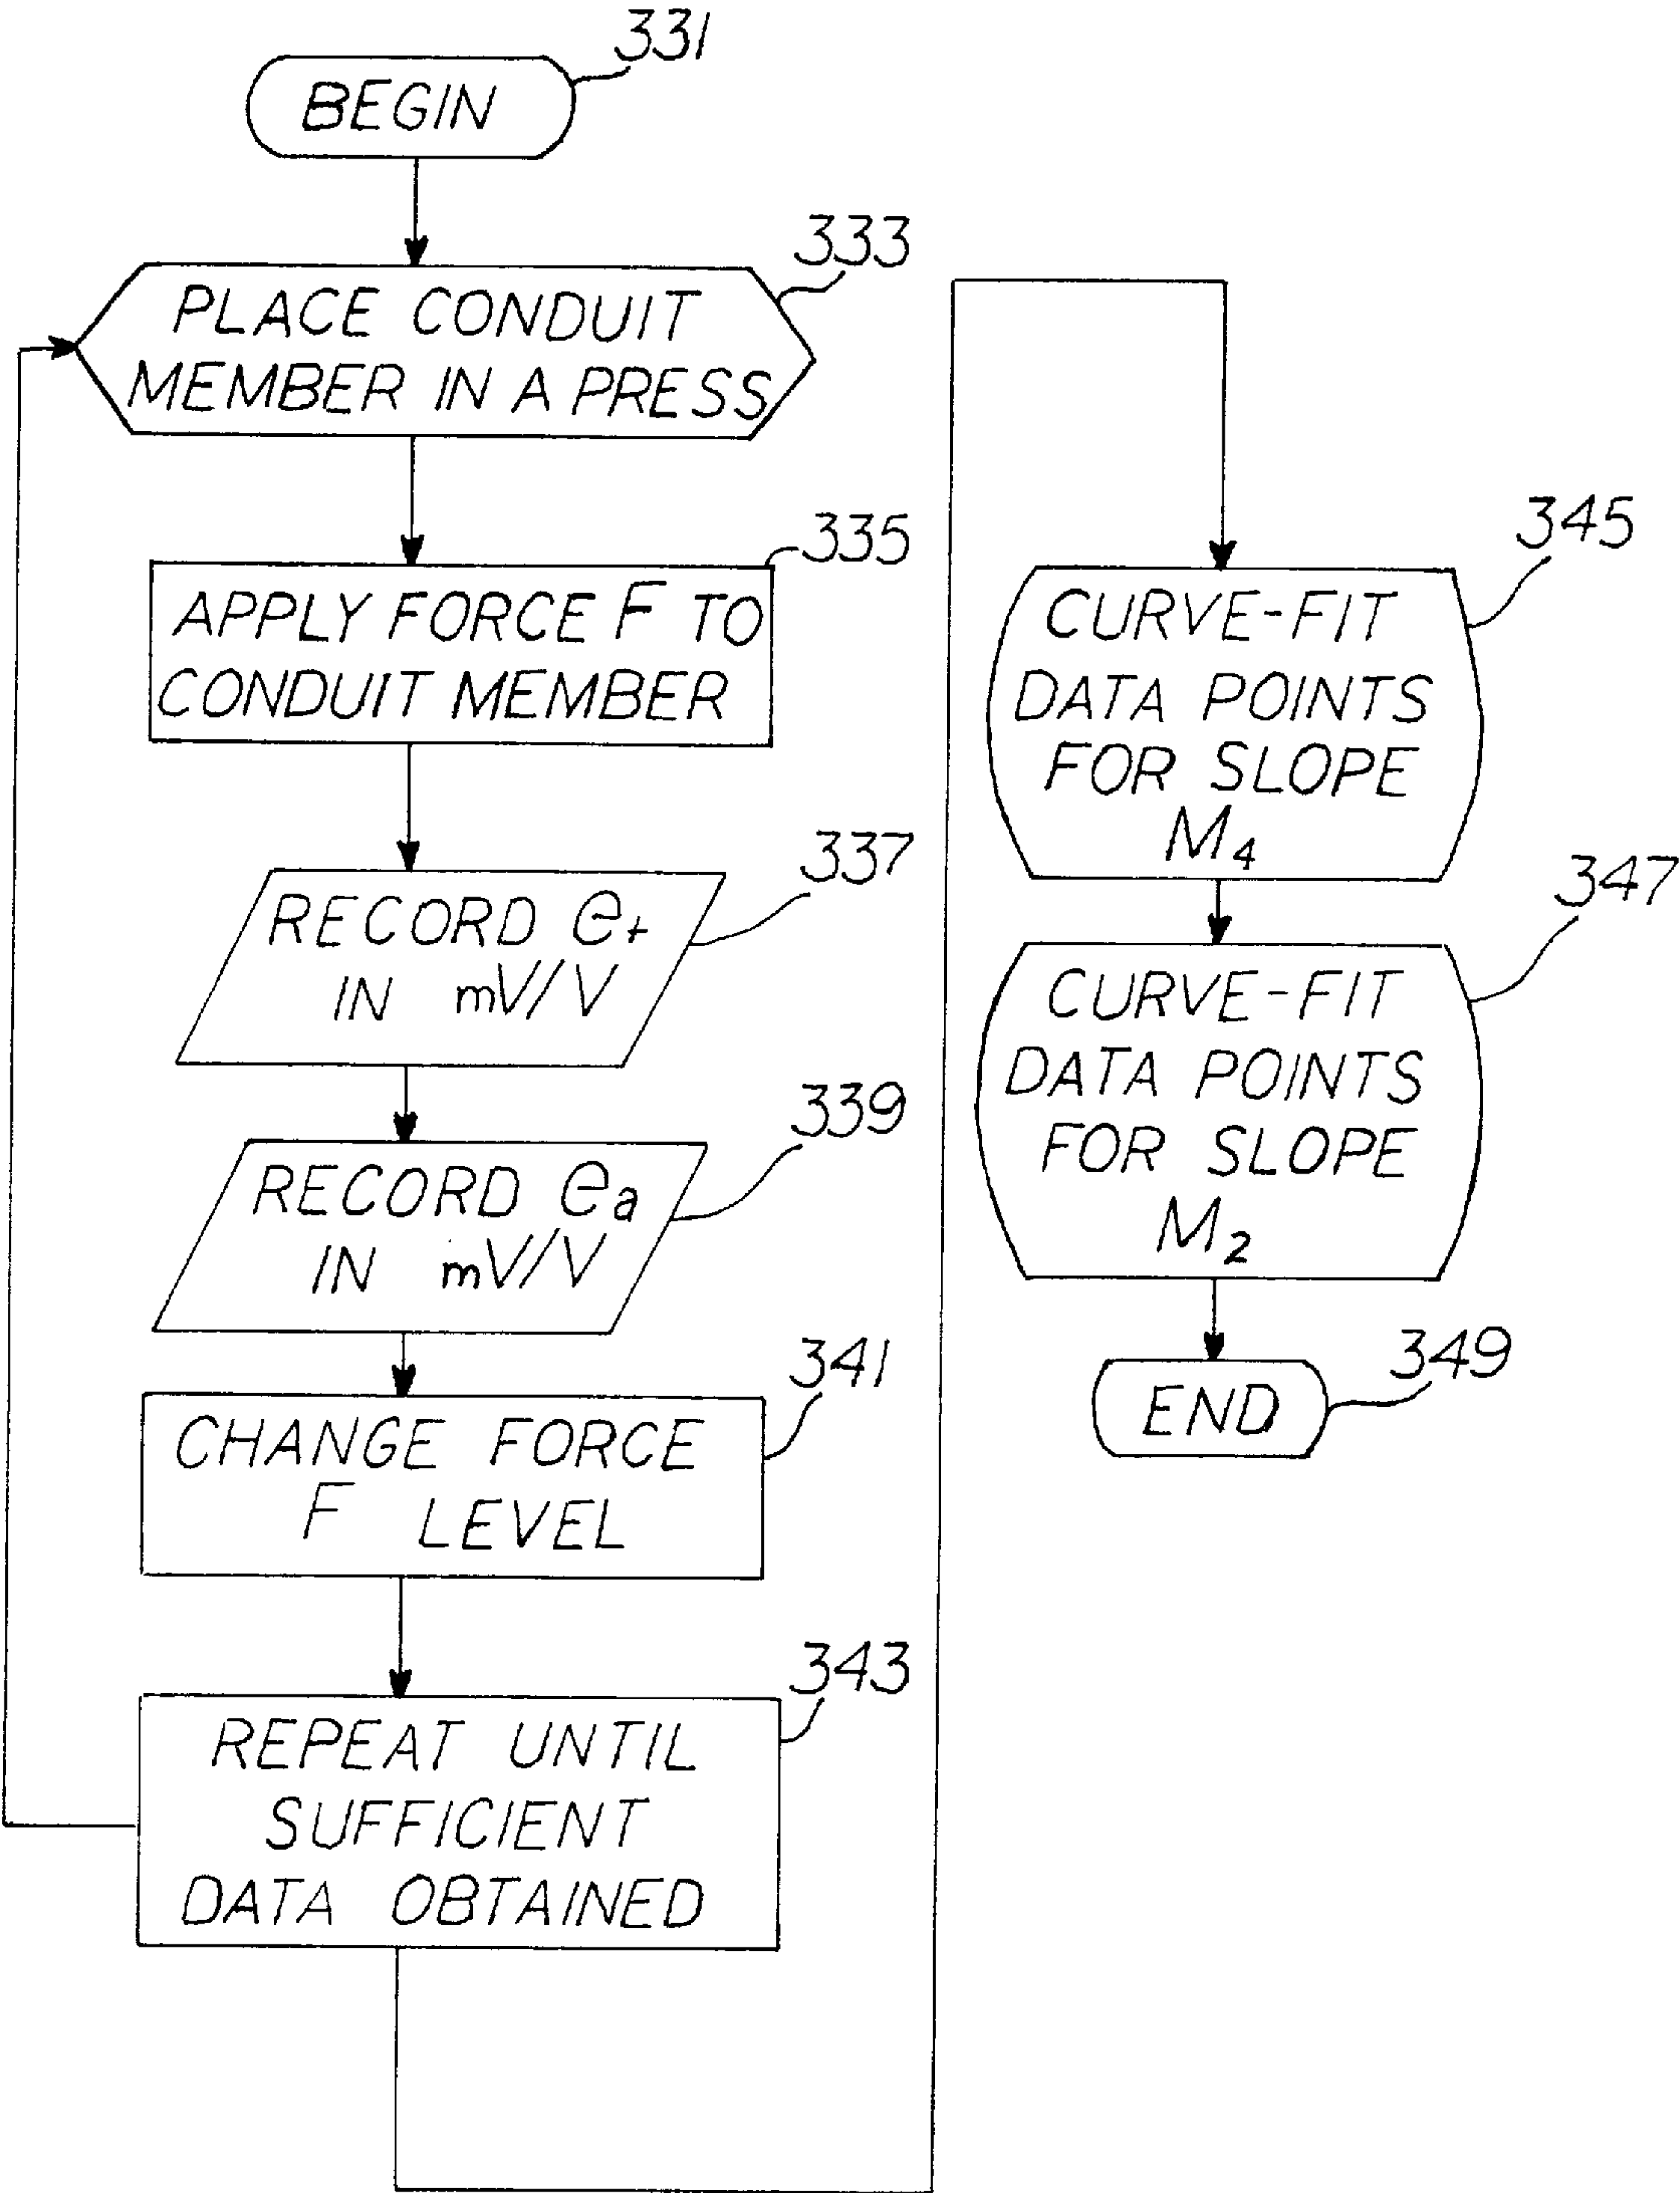 331
BEGIN
333
PLACE CONDUIT
MEMBER IN A PRESS
335
APPLY FORCE F TO
CONDUIT MEMBER
337
RECORD et
IN mV/V
339
RECORD ea
IN mV/V
341
CHANGE FORCE
F LEVEL
343
REPEAT UNTIL
SUFFICIENT
DATA OBTAINED
345
CURVE-FIT
DATA POINTS
FOR SLOPE
M4
347
CURVE-FIT
DATA POINTS
FOR SLOPE
M2
349
END